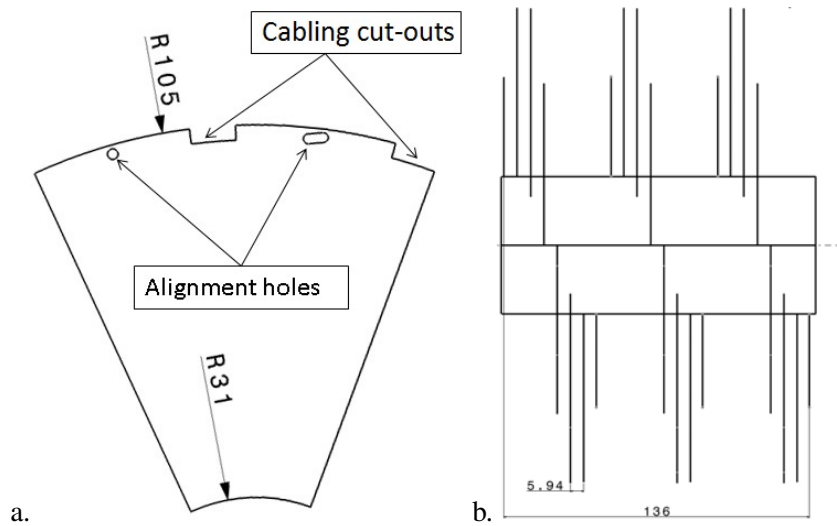 Cabling cut-outs
R105
Alignment holes
R31
5.94
136
a.
b.